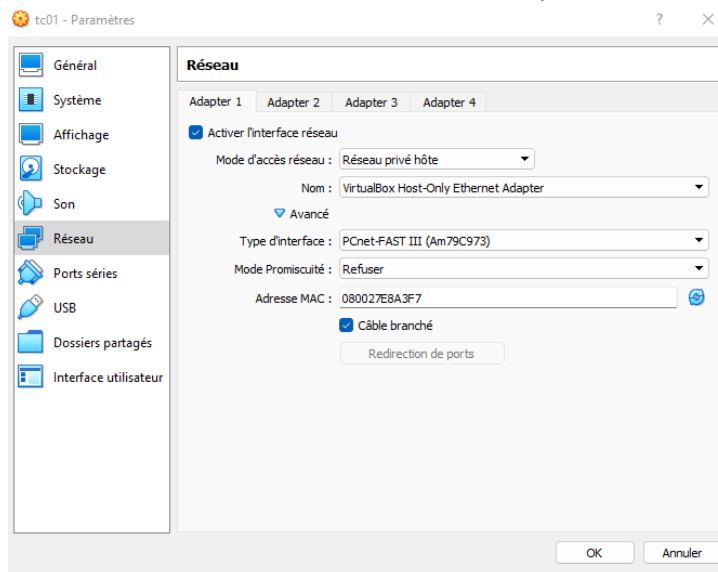 tc01 - Paramètres
?
Général
Système
Affichage
Stockage
Son
Réseau
Ports séries
USB
Dossiers partagés
Interface utilisateur
Réseau
Adapter 1 Adapter 2 Adapter 3 Adapter 4
Activer l'interface réseau
Mode d'accès réseau : Réseau privé hôte
Nom : VirtualBox Host-Only Ethernet Adapter
Avancé
Type d'interface : PCnet-FAST III (Am79C973)
Mode Promiscuité : Refuser
Adresse MAC : 080027E8A3F7
Câble branché
Redirection de ports
OK Annuler